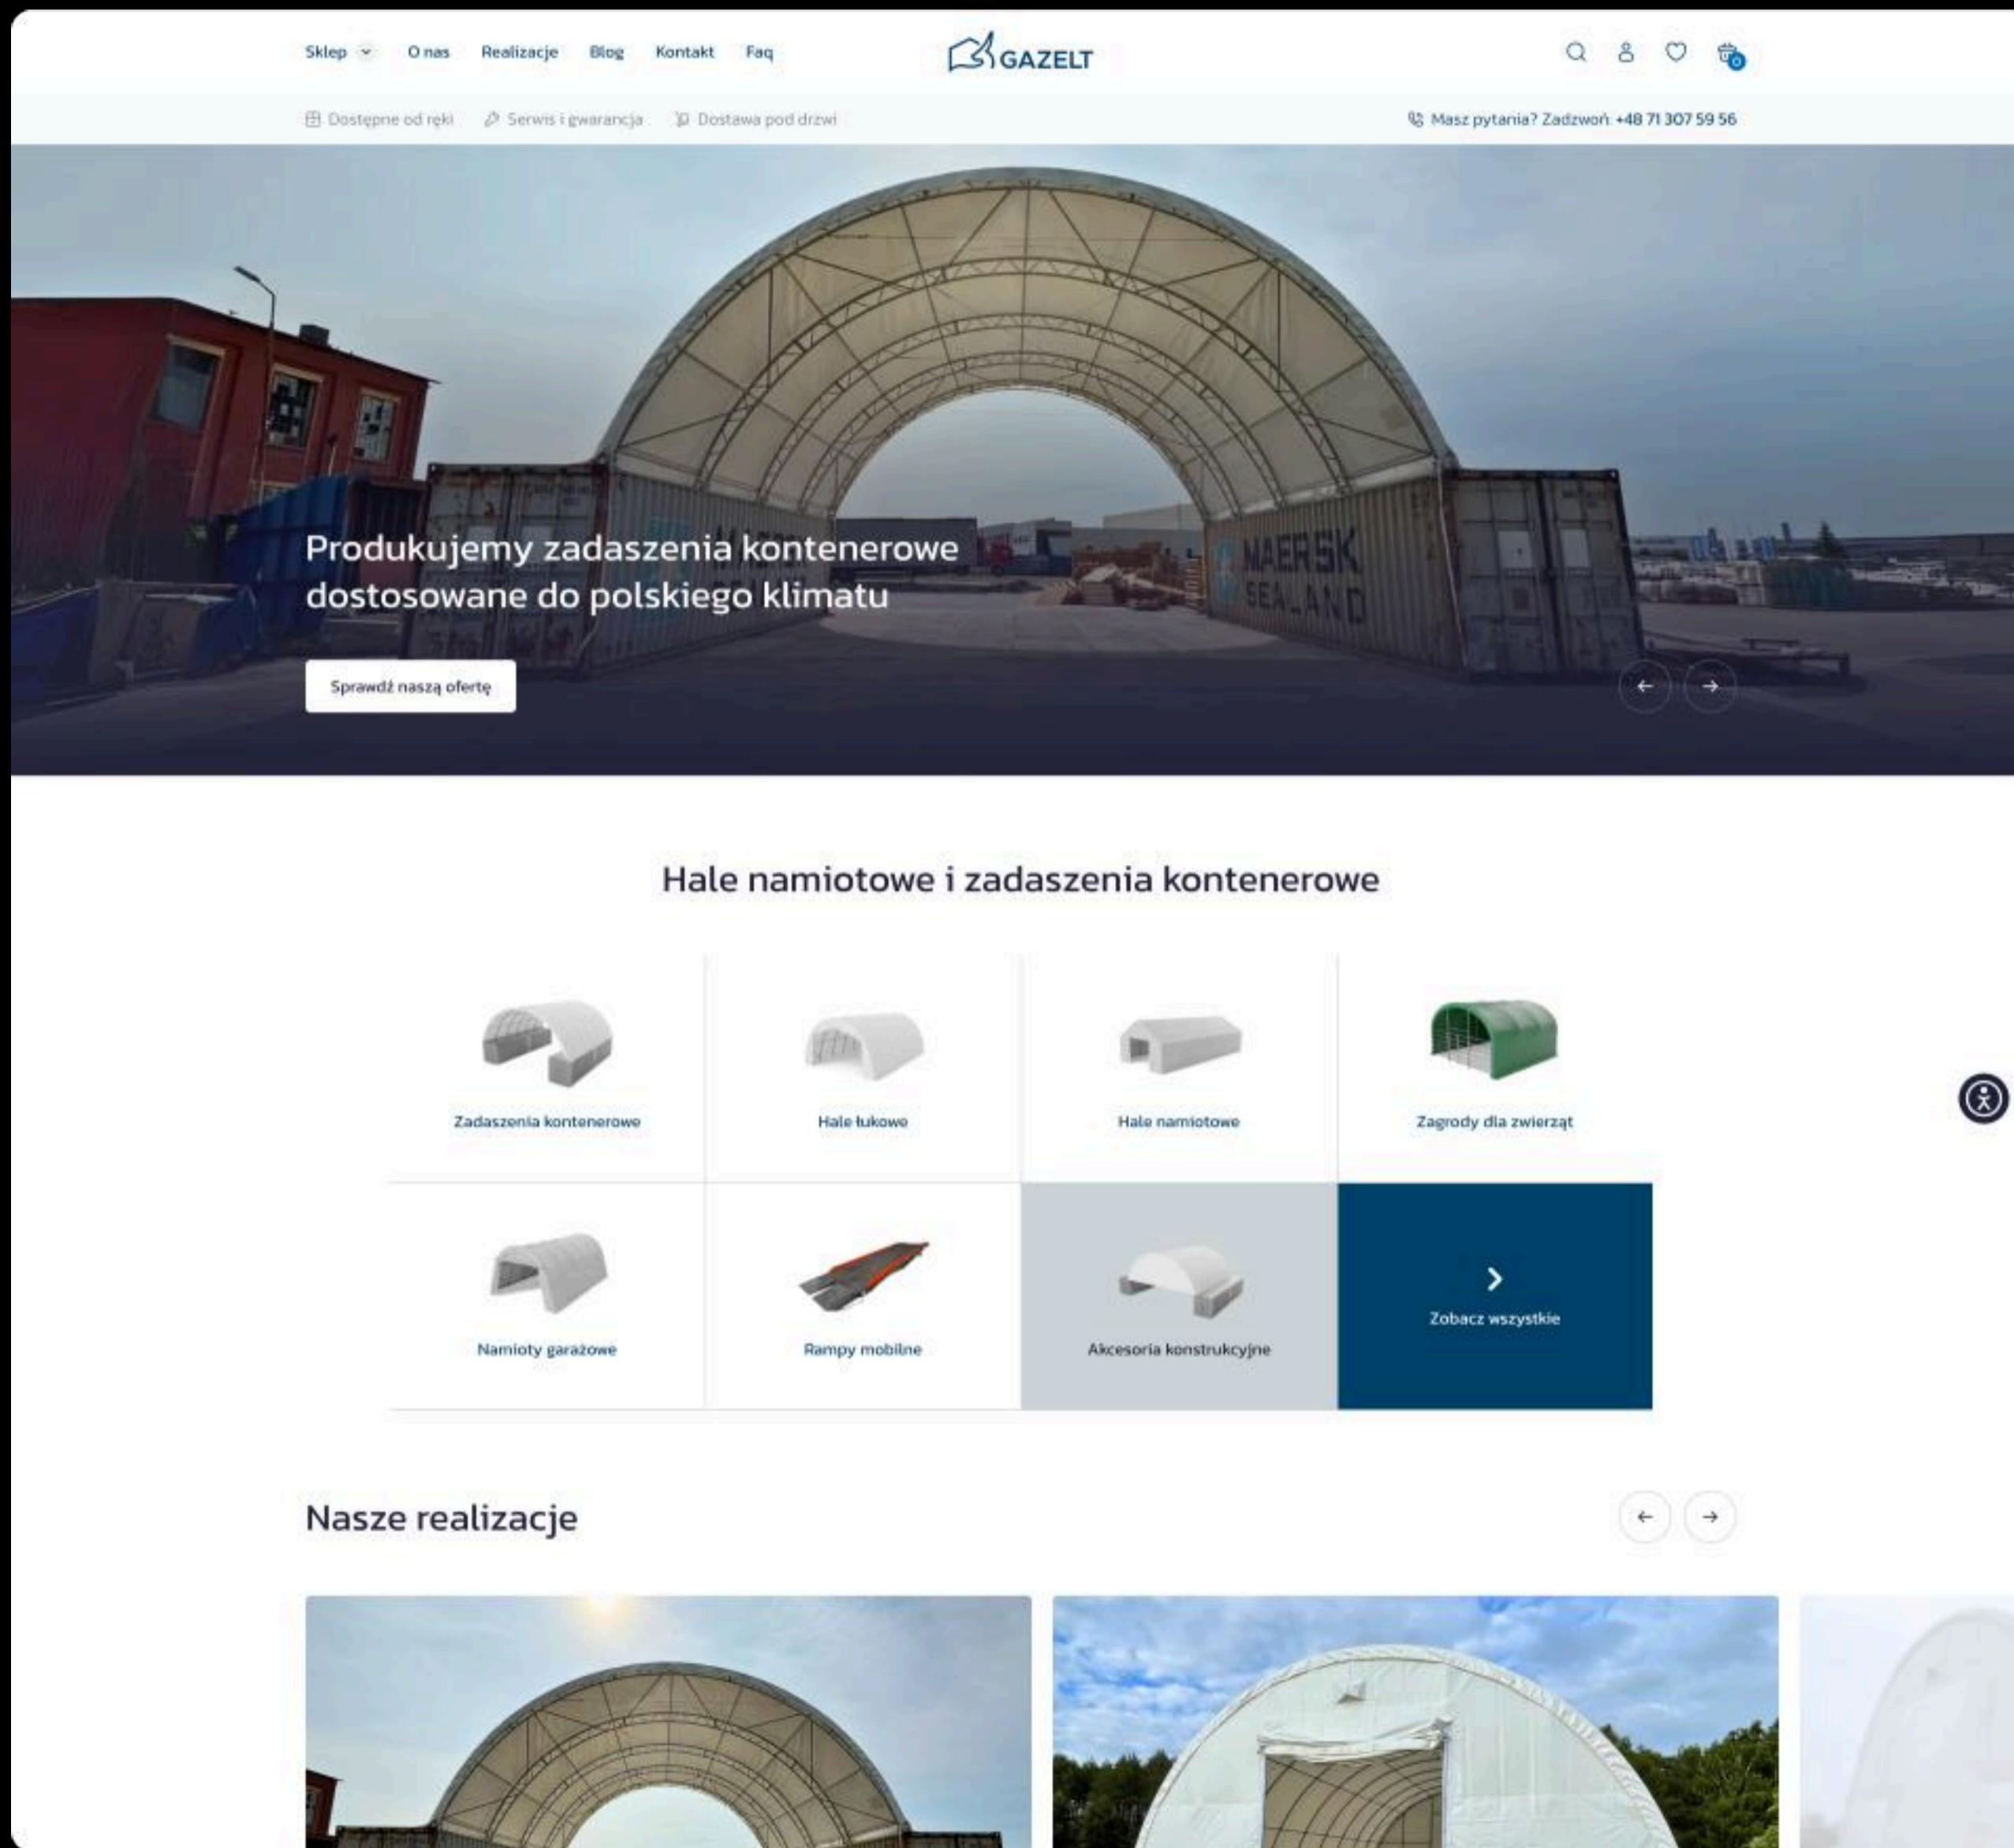 Sklep O nas Realizacje Blog Kontakt Faq
GAZELT
0
Dostępne od ręki Serwis i gwarancja Dostawa pod drzwi
Masz pytania? Zadzwoń: +48 71 307 59 56
MAERSK
SEALAND
Produkujemy zadaszenia kontenerowe
dostosowane do polskiego klimatu
Sprawdź naszą ofertę
Hale namiotowe i zadaszenia kontenerowe
Zadaszenia kontenerowe
Hale łukowe
Hale namiotowe
Zagrody dla zwierząt
Namioty garażowe
Rampy mobilne
Akcesoria konstrukcyjne
Zobacz wszystkie
Nasze realizacje